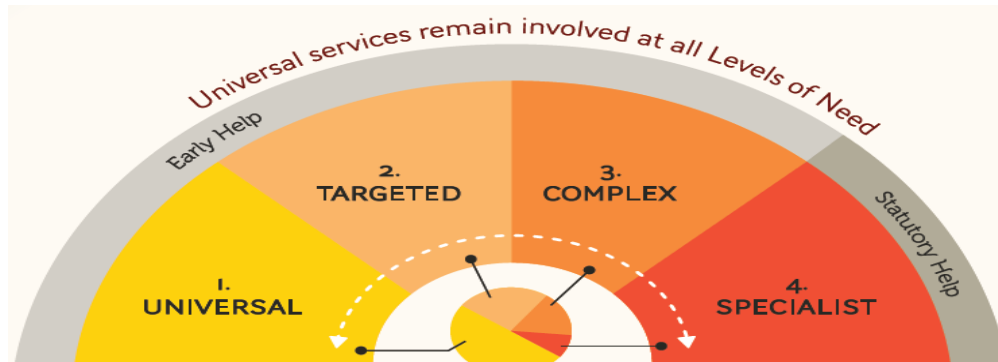 Universal services remain involved at all Levels of Need
Early Help
2.
TARGETED
3.
COMPLEX
Statutory Help
1.
UNIVERSAL
4.
SPECIALIST